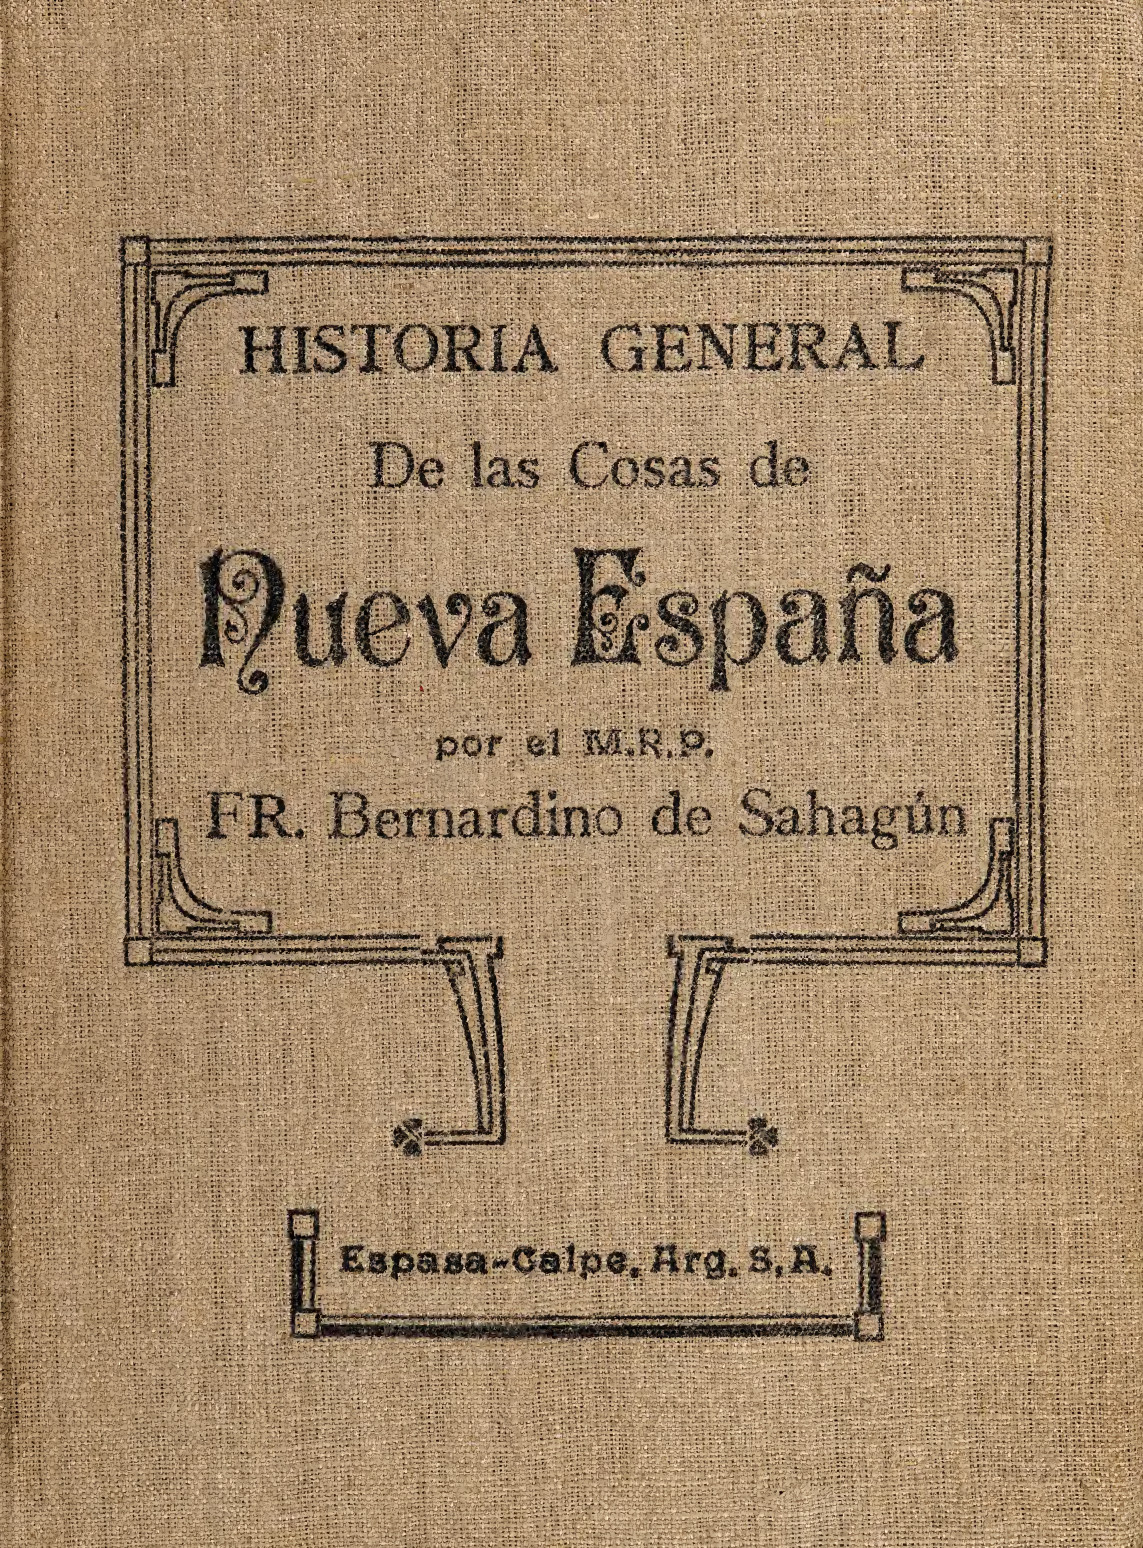 HISTORIA GENERAL
De las Cosas de
Nueva España
por el M.R.P.
FR. Bernardino de Sahagún
Espasa-Calpe, Arg. S.A.